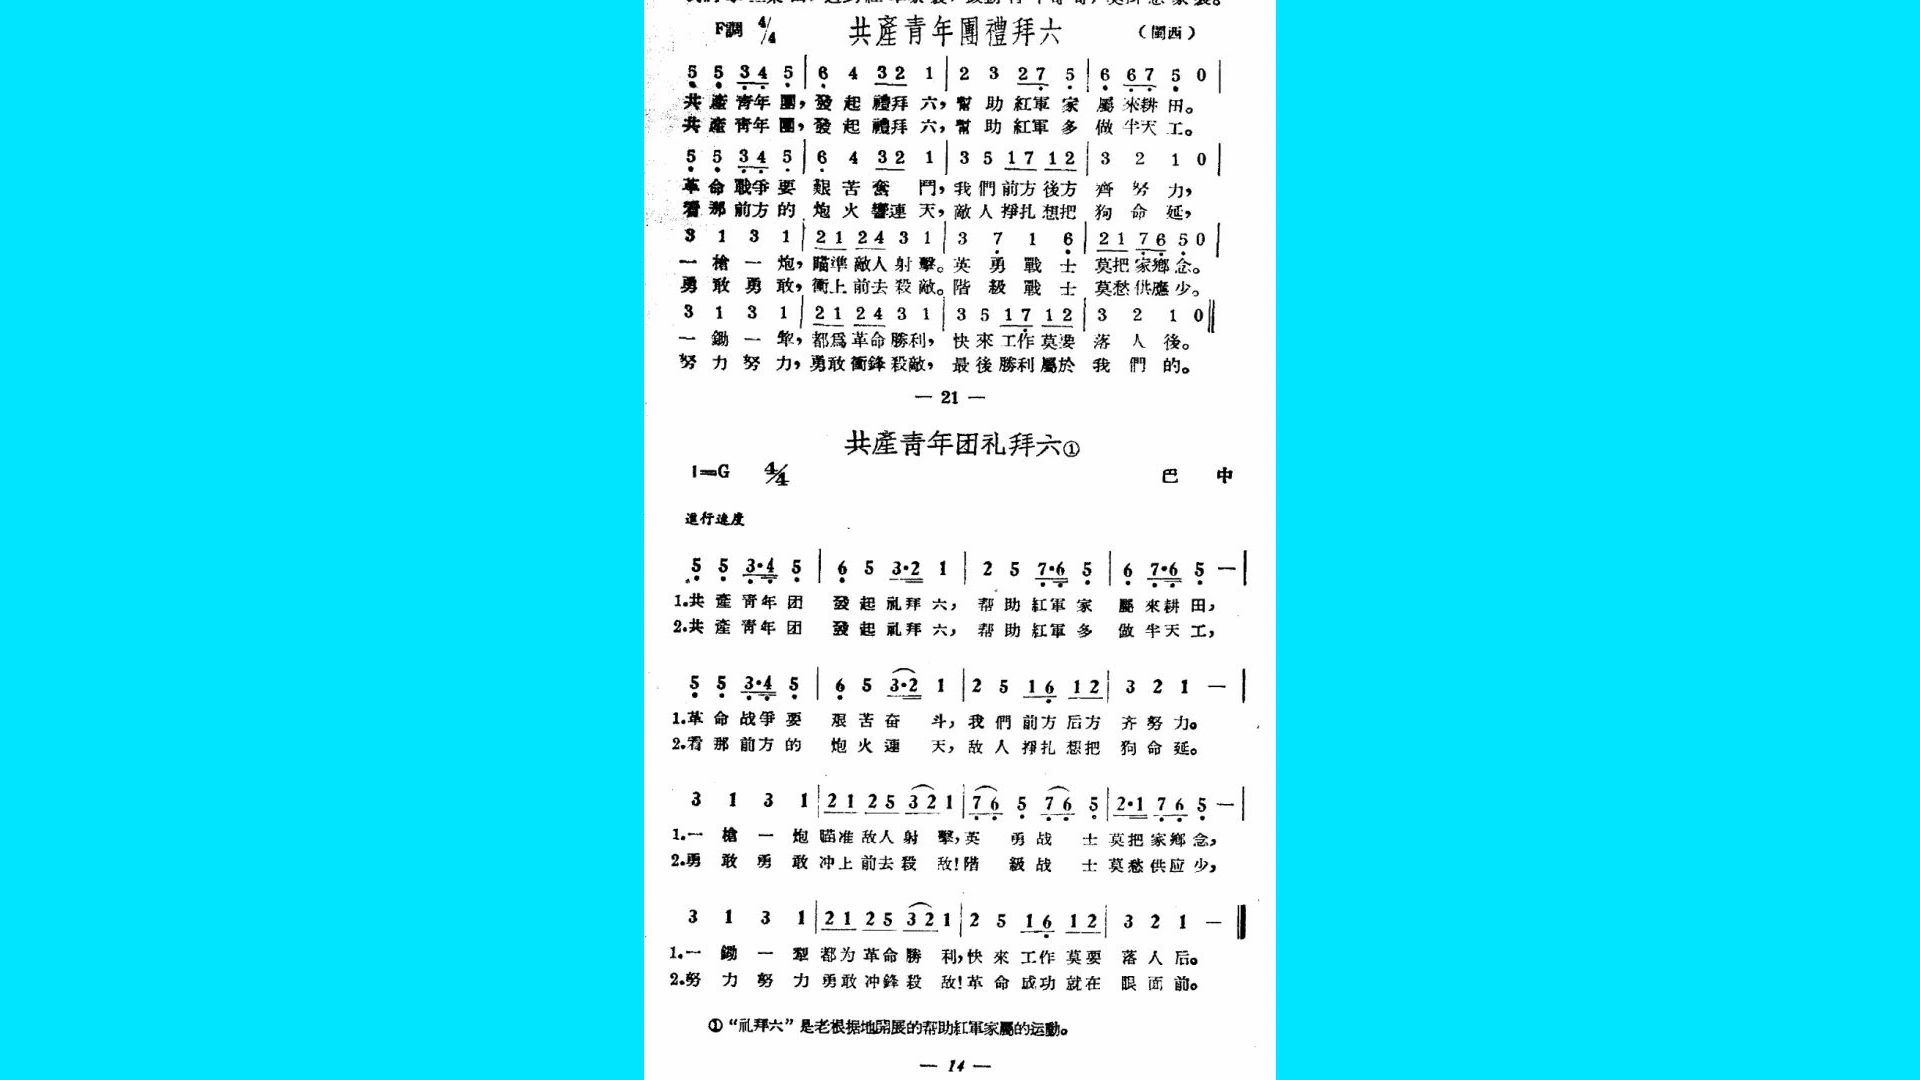 F調 4/4 共產青年團禮拜六 （閩西）
5 5 3 4 5 | 6 4 3 2 1 | 2 3 2 7 5 | 6 6 7 5 0 |
共產青年團，發起禮拜六，幫助紅軍家屬來耕田。
共產青年團，發起禮拜六，幫助紅軍多做半天工。
5 5 3 4 5 | 6 4 3 2 1 | 3 5 1 7 1 2 | 3 2 1 0 |
革命戰爭要艱苦奮鬥，我們前方後方齊努力，
看那前方的炮火響連天，敵人掙扎想把狗命延，
3 1 3 1 | 2 1 2 4 3 1 | 3 7 1 6 | 2 1 7 6 5 0 |
一槍一炮，瞄準敵人射擊。英勇戰士莫把家鄉念。
勇敢勇敢，衝上前去殺敵。階級戰士莫愁供應少。
3 1 3 1 | 2 1 2 4 3 1 | 3 5 1 7 1 2 | 3 2 1 0 ‖
一鋤一犂，都爲革命勝利，快來工作莫要落人後。
努力努力，勇敢衝鋒殺敵，最後勝利屬於我們的。
— 21 —
共產青年团礼拜六①
1=G 4/4 巴中
進行速度
5 5 3·4 5 | 6 5 3·2 1 | 2 5 7·6 5 | 6 7·6 5 — |
1.共產青年团發起礼拜六，帮助紅軍家屬來耕田，
2.共產青年团發起礼拜六，帮助紅軍多做半天工，
5 5 3·4 5 | 6 5 3·2 1 | 2 5 1 6 1 2 | 3 2 1 — |
1.革命战爭要艰苦奋斗，我們前方后方齐努力。
2.看那前方的炮火連天，敌人掙扎想把狗命延。
3 1 3 1 | 2 1 2 5 3 2 1 | 7 6 5 7 6 5 | 2·1 7 6 5 — |
1.一槍一炮瞄准敌人射擊，英勇战士莫把家鄉念，
2.勇敢勇敢冲上前去殺敌！階級战士莫愁供应少，
3 1 3 1 | 2 1 2 5 3 2 1 | 2 5 1 6 1 2 | 3 2 1 — ‖
1.一鋤一犁都为革命勝利，快來工作莫要落人后。
2.努力努力勇敢冲鋒殺敌！革命成功就在眼面前。
①“礼拜六”是老根据地開展的帮助紅軍家屬的运動。
— 14 —